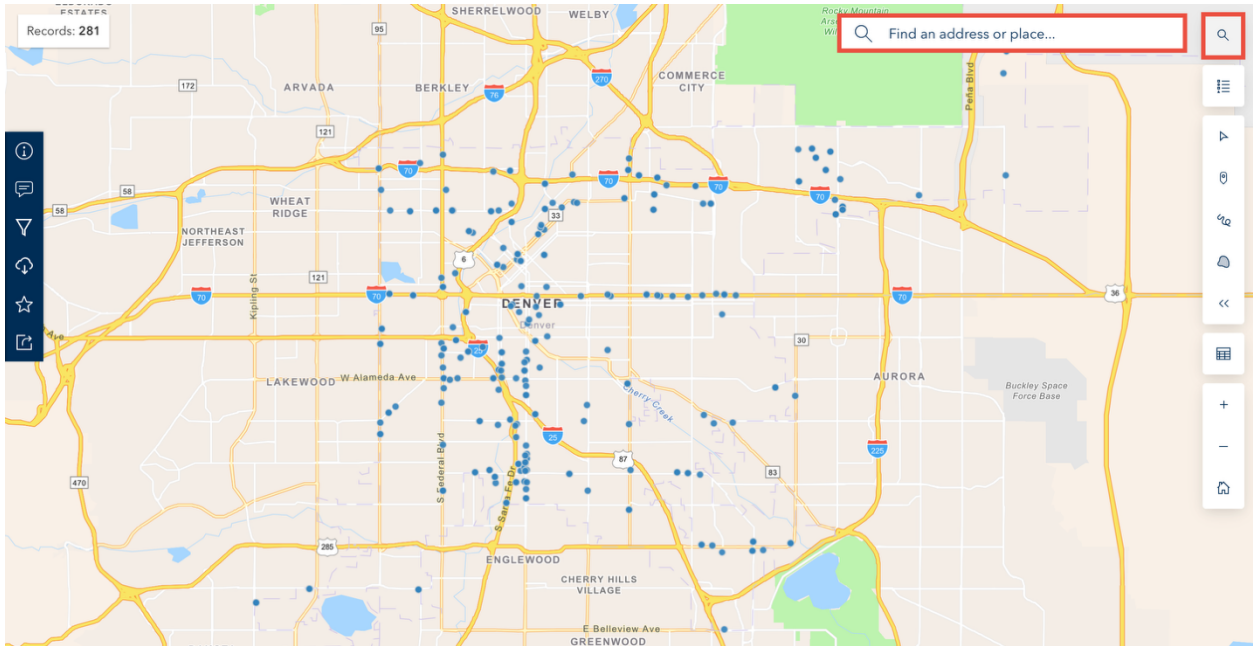 ESTATES
SHERRELWOOD
WELBY
Rocky Mountain
Records: 281
95
Find an address or place...
270
COMMERCE
CITY
Peña Blvd
172
ARVADA
BERKLEY
76
121
70
70
70
70
58
58
WHEAT
RIDGE
33
NORTHEAST
JEFFERSON
6
121
Kipling St
70
70
DENVER
Denver
70
36
Ave
25
30
LAKEWOOD
W Alameda Ave
AURORA
Buckley Space
Force Base
Cherry Creek
25
225
S Federal Blvd
87
83
470
S Santa Fe Dr
285
ENGLEWOOD
CHERRY HILLS
VILLAGE
E Belleview Ave
GREENWOOD